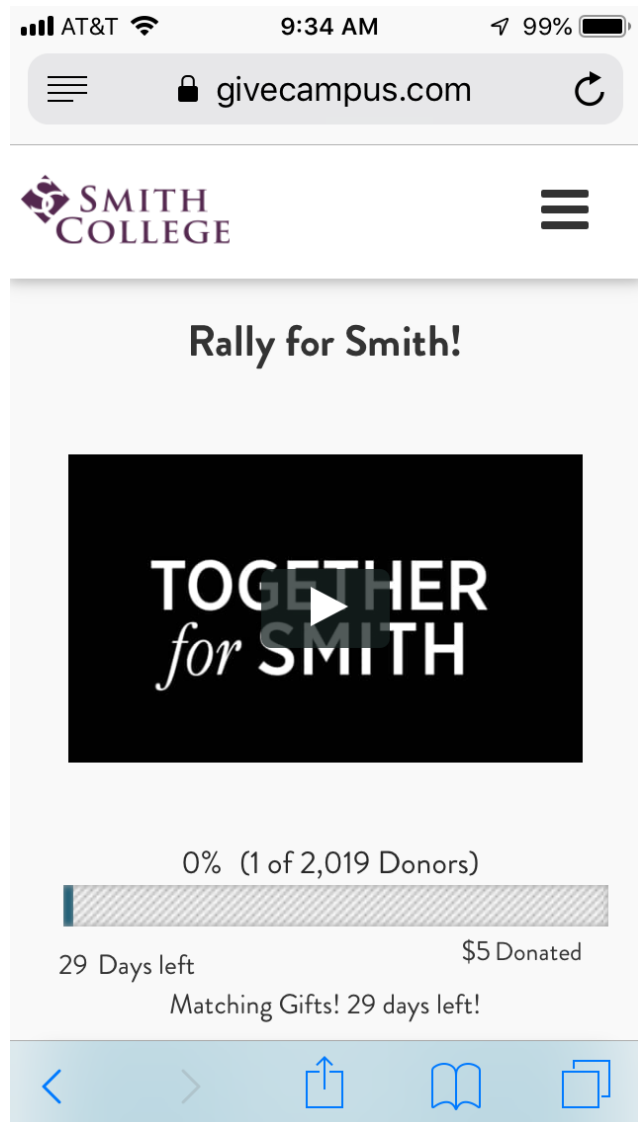 AT&T 9:34 AM 99%
givecampus.com
SMITH
COLLEGE
Rally for Smith!
TOGETHER
for SMITH
0% (1 of 2,019 Donors)
29 Days left
$5 Donated
Matching Gifts! 29 days left!